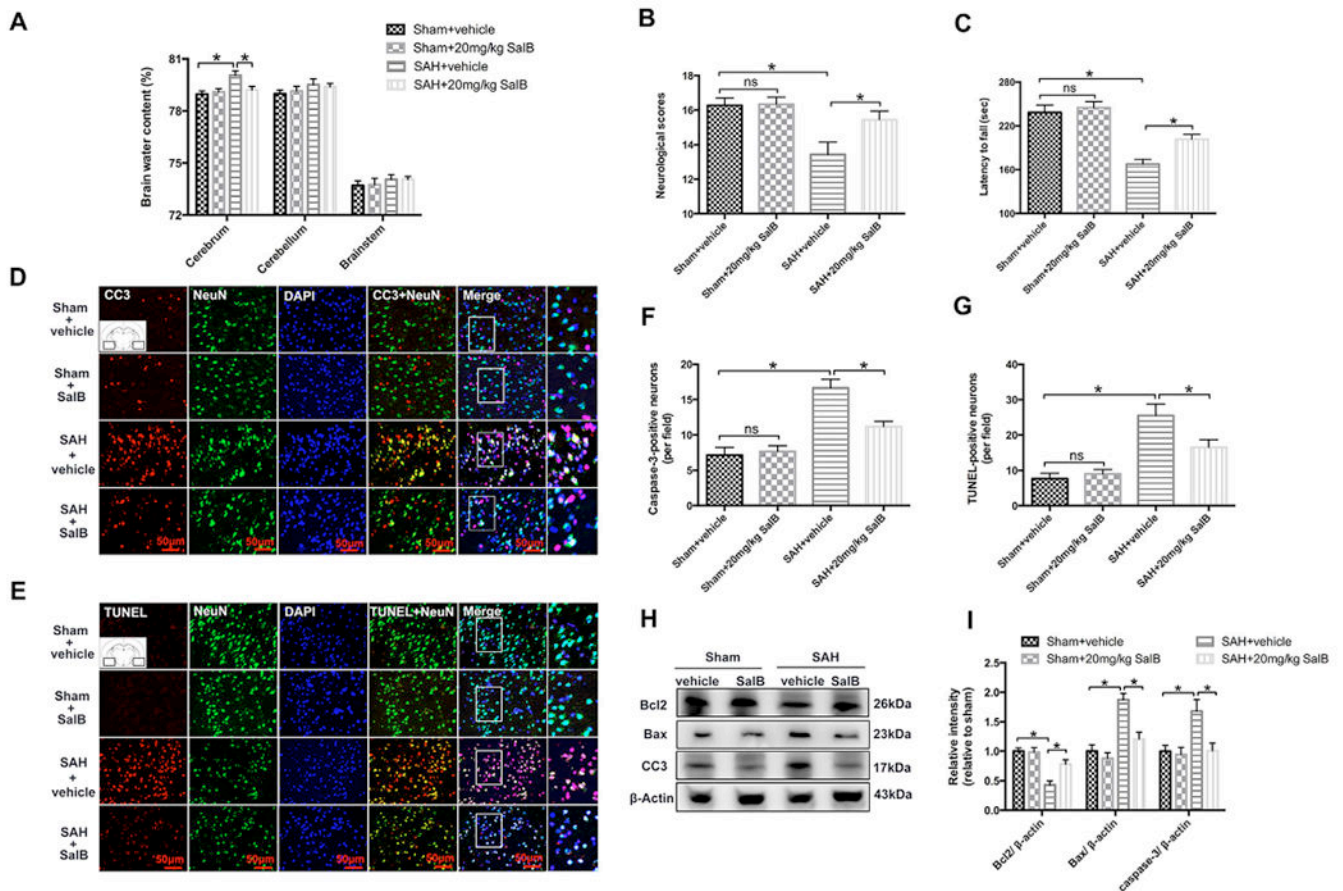 A
Brain water content (%)
81
78
75
72
Cerebrum
Cerebellum
Brainstem
Sham+vehicle
Sham+20mg/kg SalB
SAH+vehicle
SAH+20mg/kg SalB
B
Neurological scores
18
16
14
12
10
ns
*
*
Sham+vehicle
Sham+20mg/kg SalB
SAH+vehicle
SAH+20mg/kg SalB
C
Latency to fall (sec)
280
220
160
100
ns
*
*
Sham+vehicle
Sham+20mg/kg SalB
SAH+vehicle
SAH+20mg/kg SalB
D
CC3 NeuN DAPI CC3+NeuN Merge
Sham
+
vehicle
Sham
+
SalB
SAH
+
vehicle
SAH
+
SalB
50μm 50μm 50μm 50μm 50μm
E
TUNEL NeuN DAPI TUNEL+NeuN Merge
Sham
+
vehicle
Sham
+
SalB
SAH
+
vehicle
SAH
+
SalB
50μm 50μm 50μm 50μm 50μm
F
Caspase-3-positive neurons
(per field)
20
15
10
5
0
ns
*
*
Sham+vehicle
Sham+20mg/kg SalB
SAH+vehicle
SAH+20mg/kg SalB
G
TUNEL-positive neurons
(per field)
40
30
20
10
0
ns
*
*
Sham+vehicle
Sham+20mg/kg SalB
SAH+vehicle
SAH+20mg/kg SalB
H
Sham SAH
vehicle SalB vehicle SalB
Bcl2 26kDa
Bax 23kDa
CC3 17kDa
β-Actin 43kDa
I
Sham+vehicle
SAH+vehicle
Sham+20mg/kg SalB
SAH+20mg/kg SalB
Relative intensity
(relative to sham)
2.5
2.0
1.5
1.0
0.5
0.0
* * * * * *
Bcl2/ β-actin
Bax/ β-actin
caspase-3/ β-actin